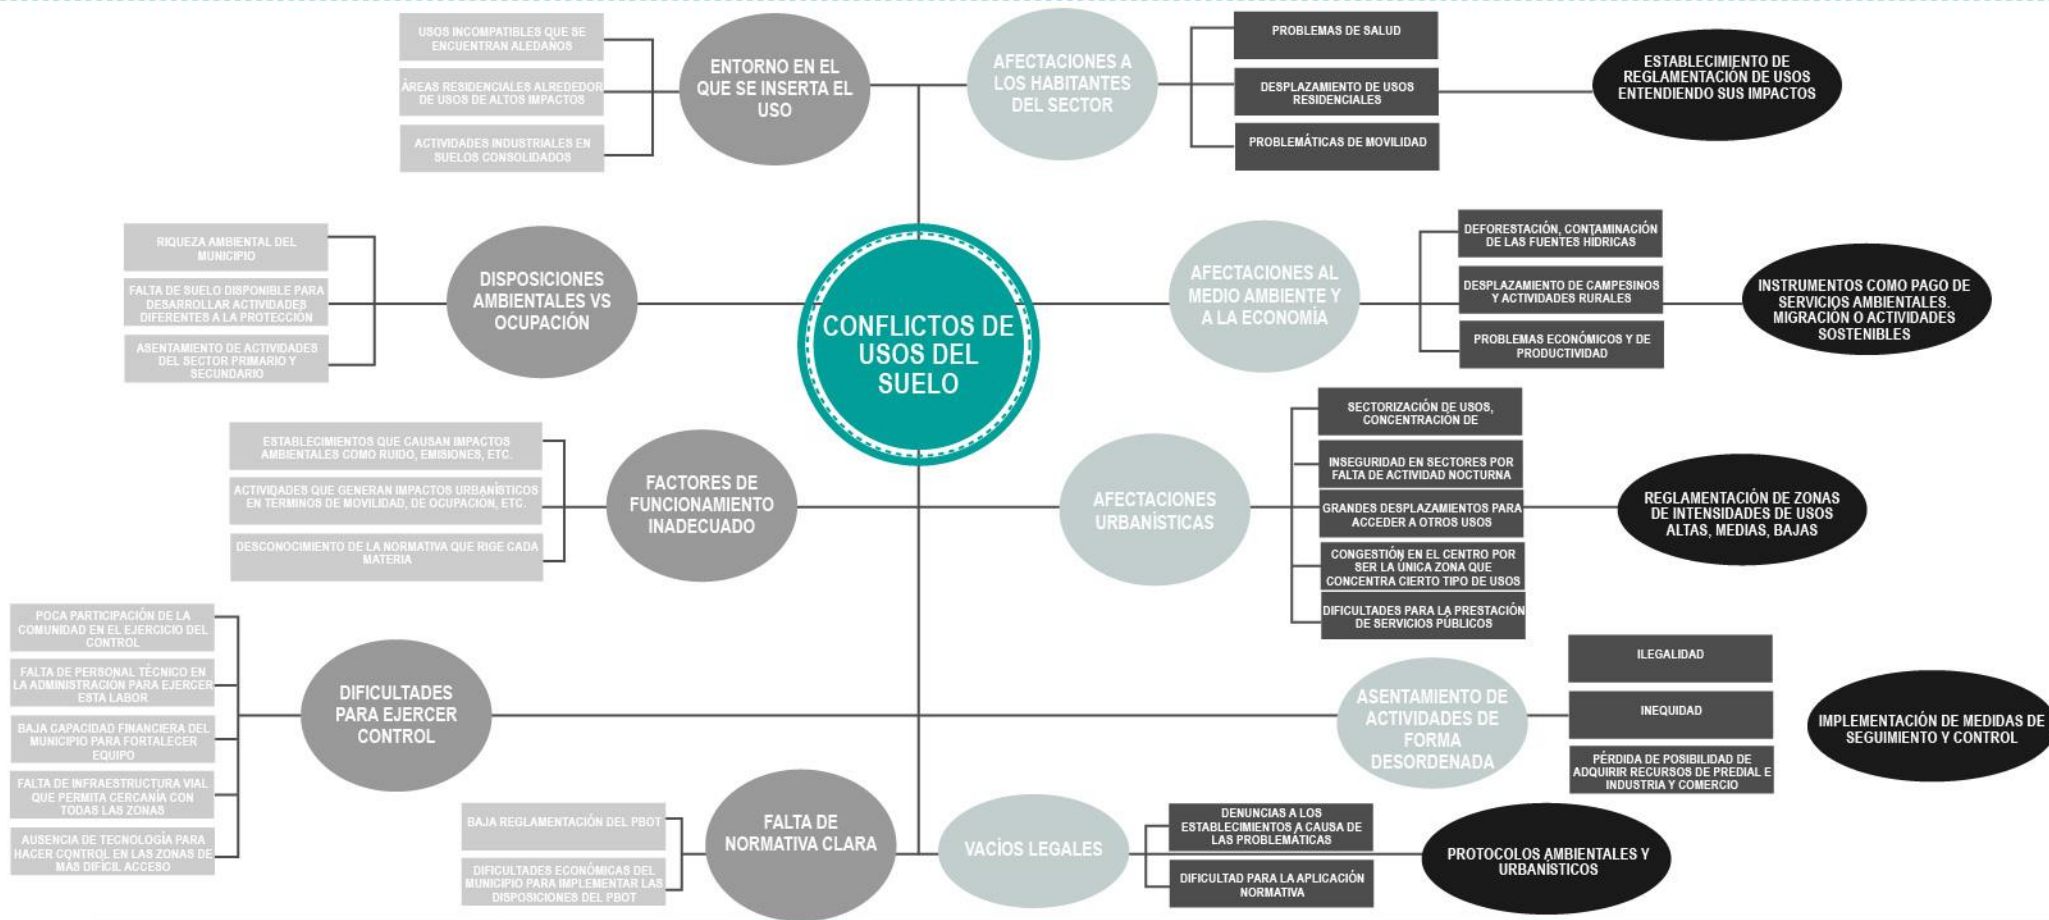 USOS INCOMPATIBLES QUE SE
ENCUENTRAN ALEDAÑOS
ÁREAS RESIDENCIALES ALREDEDOR
DE USOS DE ALTOS IMPACTOS
ACTIVIDADES INDUSTRIALES EN
SUELOS CONSOLIDADOS
ENTORNO EN EL
QUE SE INSERTA EL
USO
AFECTACIONES A
LOS HABITANTES
DEL SECTOR
PROBLEMAS DE SALUD
DESPLAZAMIENTO DE USOS
RESIDENCIALES
PROBLEMÁTICAS DE MOVILIDAD
ESTABLECIMIENTO DE
REGLAMENTACIÓN DE USOS
ENTENDIENDO SUS IMPACTOS
RIQUEZA AMBIENTAL DEL
MUNICIPIO
FALTA DE SUELO DISPONIBLE PARA
DESARROLLAR ACTIVIDADES
DIFERENTES A LA PROTECCIÓN
ASENTAMIENTO DE ACTIVIDADES
DEL SECTOR PRIMARIO Y
SECUNDARIO
DISPOSICIONES
AMBIENTALES VS
OCUPACIÓN
CONFLICTOS DE
USOS DEL
SUELO
AFECTACIONES AL
MEDIO AMBIENTE Y
A LA ECONOMÍA
DEFORESTACIÓN, CONTAMINACIÓN
DE LAS FUENTES HÍDRICAS
DESPLAZAMIENTO DE CAMPESINOS
Y ACTIVIDADES RURALES
PROBLEMAS ECONÓMICOS Y DE
PRODUCTIVIDAD
INSTRUMENTOS COMO PAGO DE
SERVICIOS AMBIENTALES.
MIGRACIÓN O ACTIVIDADES
SOSTENIBLES
ESTABLECIMIENTOS QUE CAUSAN IMPACTOS
AMBIENTALES COMO RUIDO, EMISIONES, ETC.
ACTIVIDADES QUE GENERAN IMPACTOS URBANÍSTICOS
EN TÉRMINOS DE MOVILIDAD, DE OCUPACIÓN, ETC.
DESCONOCIMIENTO DE LA NORMATIVA QUE RIGE CADA
MATERIA
FACTORES DE
FUNCIONAMIENTO
INADECUADO
AFECTACIONES
URBANÍSTICAS
SECTORIZACIÓN DE USOS,
CONCENTRACIÓN DE
INSEGURIDAD EN SECTORES POR
FALTA DE ACTIVIDAD NOCTURNA
GRANDES DESPLAZAMIENTOS PARA
ACCEDER A OTROS USOS
CONGESTIÓN EN EL CENTRO POR
SER LA ÚNICA ZONA QUE
CONCENTRA CIERTO TIPO DE USOS
DIFICULTADES PARA LA PRESTACIÓN
DE SERVICIOS PÚBLICOS
REGLAMENTACIÓN DE ZONAS
DE INTENSIDADES DE USOS
ALTAS, MEDIAS, BAJAS
POCA PARTICIPACIÓN DE LA
COMUNIDAD EN EL EJERCICIO DEL
CONTROL
FALTA DE PERSONAL TÉCNICO EN
LA ADMINISTRACIÓN PARA EJERCER
ESTA LABOR
BAJA CAPACIDAD FINANCIERA DEL
MUNICIPIO PARA FORTALECER
EQUIPO
FALTA DE INFRAESTRUCTURA VIAL
QUE PERMITA CERCANÍA CON
TODAS LAS ZONAS
AUSENCIA DE TECNOLOGÍA PARA
HACER CONTROL EN LAS ZONAS DE
MAS DIFICIL ACCESO
DIFICULTADES
PARA EJERCER
CONTROL
ASENTAMIENTO DE
ACTIVIDADES DE
FORMA
DESORDENADA
ILEGALIDAD
INEQUIDAD
PÉRDIDA DE POSIBILIDAD DE
ADQUIRIR RECURSOS DE PREDIAL E
INDUSTRIA Y COMERCIO
IMPLEMENTACIÓN DE MEDIDAS DE
SEGUIMIENTO Y CONTROL
BAJA REGLAMENTACIÓN DEL PBOT
DIFICULTADES ECONÓMICAS DEL
MUNICIPIO PARA IMPLEMENTAR LAS
DISPOSICIONES DEL PBOT
FALTA DE
NORMATIVA CLARA
VACÍOS LEGALES
DENUNCIAS A LOS
ESTABLECIMIENTOS A CAUSA DE
LAS PROBLEMÁTICAS
DIFICULTAD PARA LA APLICACIÓN
NORMATIVA
PROTOCOLOS AMBIENTALES Y
URBANÍSTICOS